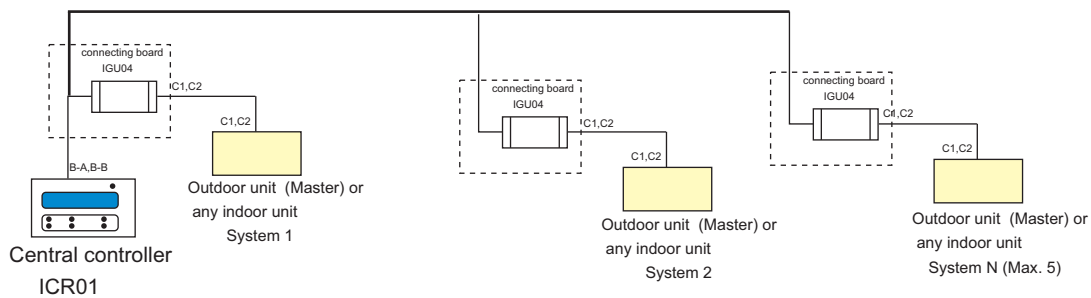 connecting board
IGU04
C1,C2
C1,C2
B-A,B-B
Outdoor unit (Master) or
any indoor unit
System 1
Central controller
ICR01
connecting board
IGU04
C1,C2
C1,C2
Outdoor unit (Master) or
any indoor unit
System 2
connecting board
IGU04
C1,C2
C1,C2
Outdoor unit (Master) or
any indoor unit
System N (Max. 5)